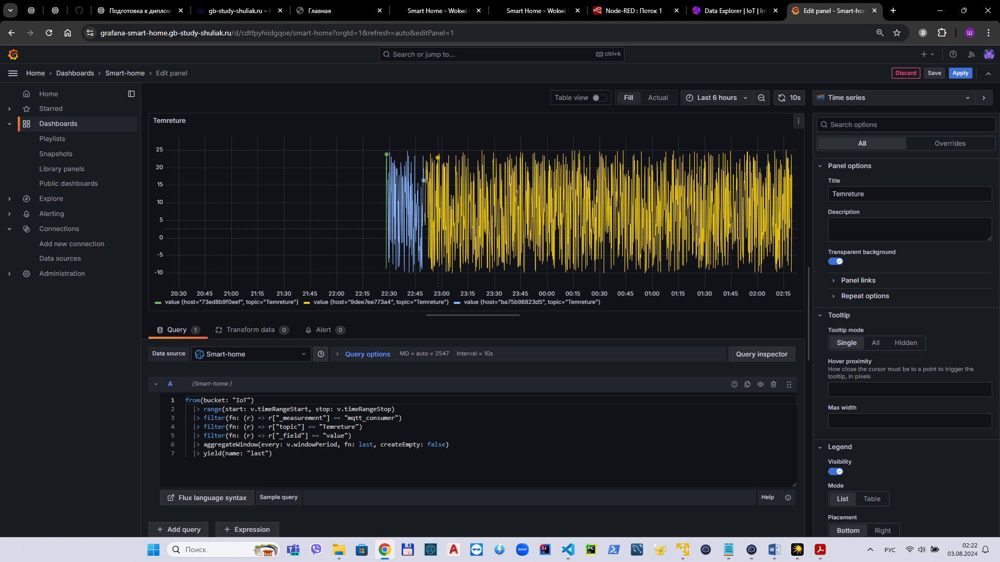 Подготовка к диплом
gb-study-shuliak.ru –
Главная
Smart Home - Wokwi
Smart Home - Wokwi
Node-RED : Поток 1
Data Explorer | IoT |
Edit panel - Smart-hom
grafana-smart-home.gb-study-shuliak.ru/d/cdtfpyhiidgqoe/smart-home?orgId=1&refresh=auto&editPanel=1
Ш
Search or jump to...
ctrl+k
Home › Dashboards › Smart-home › Edit panel
Discard
Save
Apply
Home
Starred
Dashboards
Playlists
Snapshots
Library panels
Public dashboards
Explore
Alerting
Connections
Add new connection
Data sources
Administration
Table view
Fill
Actual
Last 6 hours
10s
Time series
Temreture
25
20
15
10
5
0
-5
-10
20:30 20:45 21:00 21:15 21:30 21:45 22:00 22:15 22:30 22:45 23:00 23:15 23:30 23:45 00:00 00:15 00:30 00:45 01:00 01:15 01:30 01:45 02:00 02:15
value {host="73ed8b9f0eef", topic="Temreture"} value {host="9dee7ee773a4", topic="Temreture"} value {host="ba75b98823d5", topic="Temreture"}
Query 1
Transform data 0
Alert 0
Data source
Smart-home
Query options
MD = auto = 2547
Interval = 10s
Query inspector
A
(Smart-home )
1 from(bucket: "IoT")
2 |> range(start: v.timeRangeStart, stop: v.timeRangeStop)
3 |> filter(fn: (r) => r["_measurement"] == "mqtt_consumer")
4 |> filter(fn: (r) => r["topic"] == "Temreture")
5 |> filter(fn: (r) => r["_field"] == "value")
6 |> aggregateWindow(every: v.windowPeriod, fn: last, createEmpty: false)
7 |> yield(name: "last")
Flux language syntax
Sample query
Help
+ Add query
+ Expression
Search options
All
Overrides
Panel options
Title
Temreture
Description
Transparent background
Panel links
Repeat options
Tooltip
Tooltip mode
Single
All
Hidden
Hover proximity
How close the cursor must be to a point to trigger the
tooltip, in pixels
Max width
Legend
Visibility
Mode
List
Table
Placement
Bottom
Right
Поиск
NEW
zoom
IJ
PC
РУС
02:22
03.08.2024